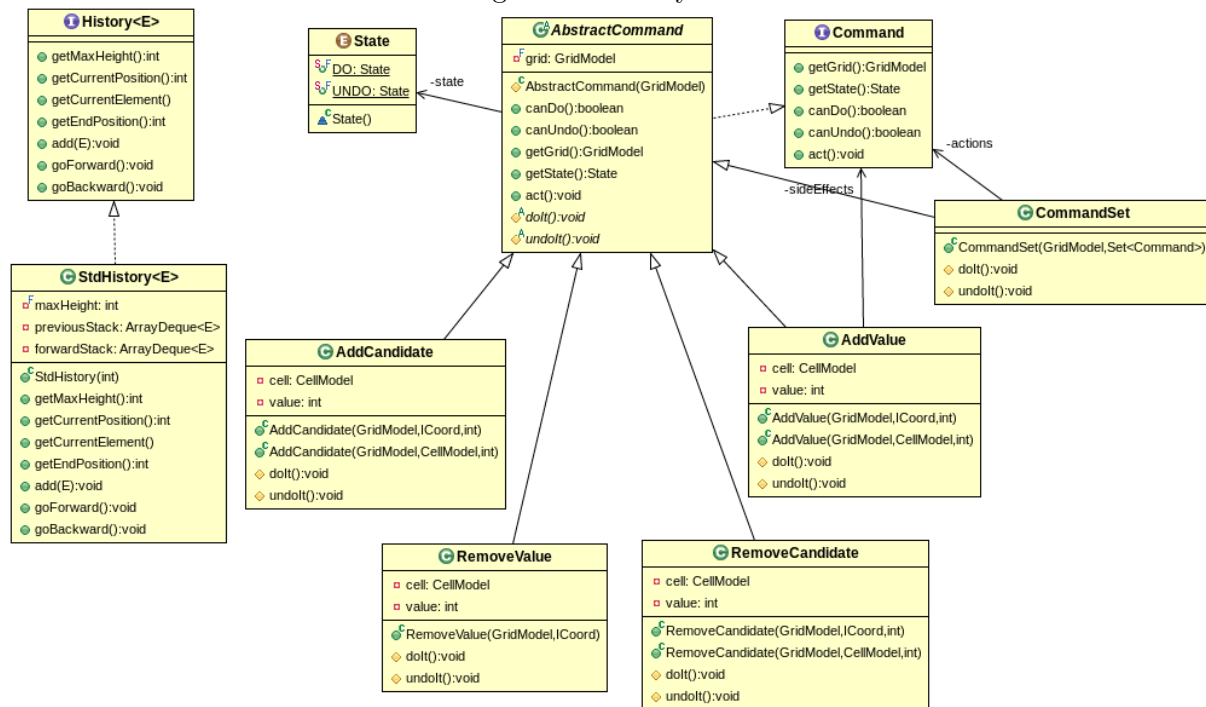 History<E>
getMaxHeight():int
getCurrentPosition():int
getCurrentElement()
getEndPosition():int
add(E):void
goForward():void
goBackward():void
StdHistory<E>
maxHeight: int
previousStack: ArrayDeque<E>
forwardStack: ArrayDeque<E>
StdHistory(int)
getMaxHeight():int
getCurrentPosition():int
getCurrentElement()
getEndPosition():int
add(E):void
goForward():void
goBackward():void
State
DO: State
UNDO: State
State()
-state
AbstractCommand
grid: GridModel
AbstractCommand(GridModel)
canDo():boolean
canUndo():boolean
getGrid():GridModel
getState():State
act():void
doIt():void
undoIt():void
Command
getGrid():GridModel
getState():State
canDo():boolean
canUndo():boolean
act():void
-actions
-sideEffects
CommandSet
CommandSet(GridModel,Set<Command>)
doIt():void
undoIt():void
AddCandidate
cell: CellModel
value: int
AddCandidate(GridModel,ICoord,int)
AddCandidate(GridModel,CellModel,int)
doIt():void
undoIt():void
AddValue
cell: CellModel
value: int
AddValue(GridModel,ICoord,int)
AddValue(GridModel,CellModel,int)
doIt():void
undoIt():void
RemoveValue
cell: CellModel
value: int
RemoveValue(GridModel,ICoord)
doIt():void
undoIt():void
RemoveCandidate
cell: CellModel
value: int
RemoveCandidate(GridModel,ICoord,int)
RemoveCandidate(GridModel,CellModel,int)
doIt():void
undoIt():void